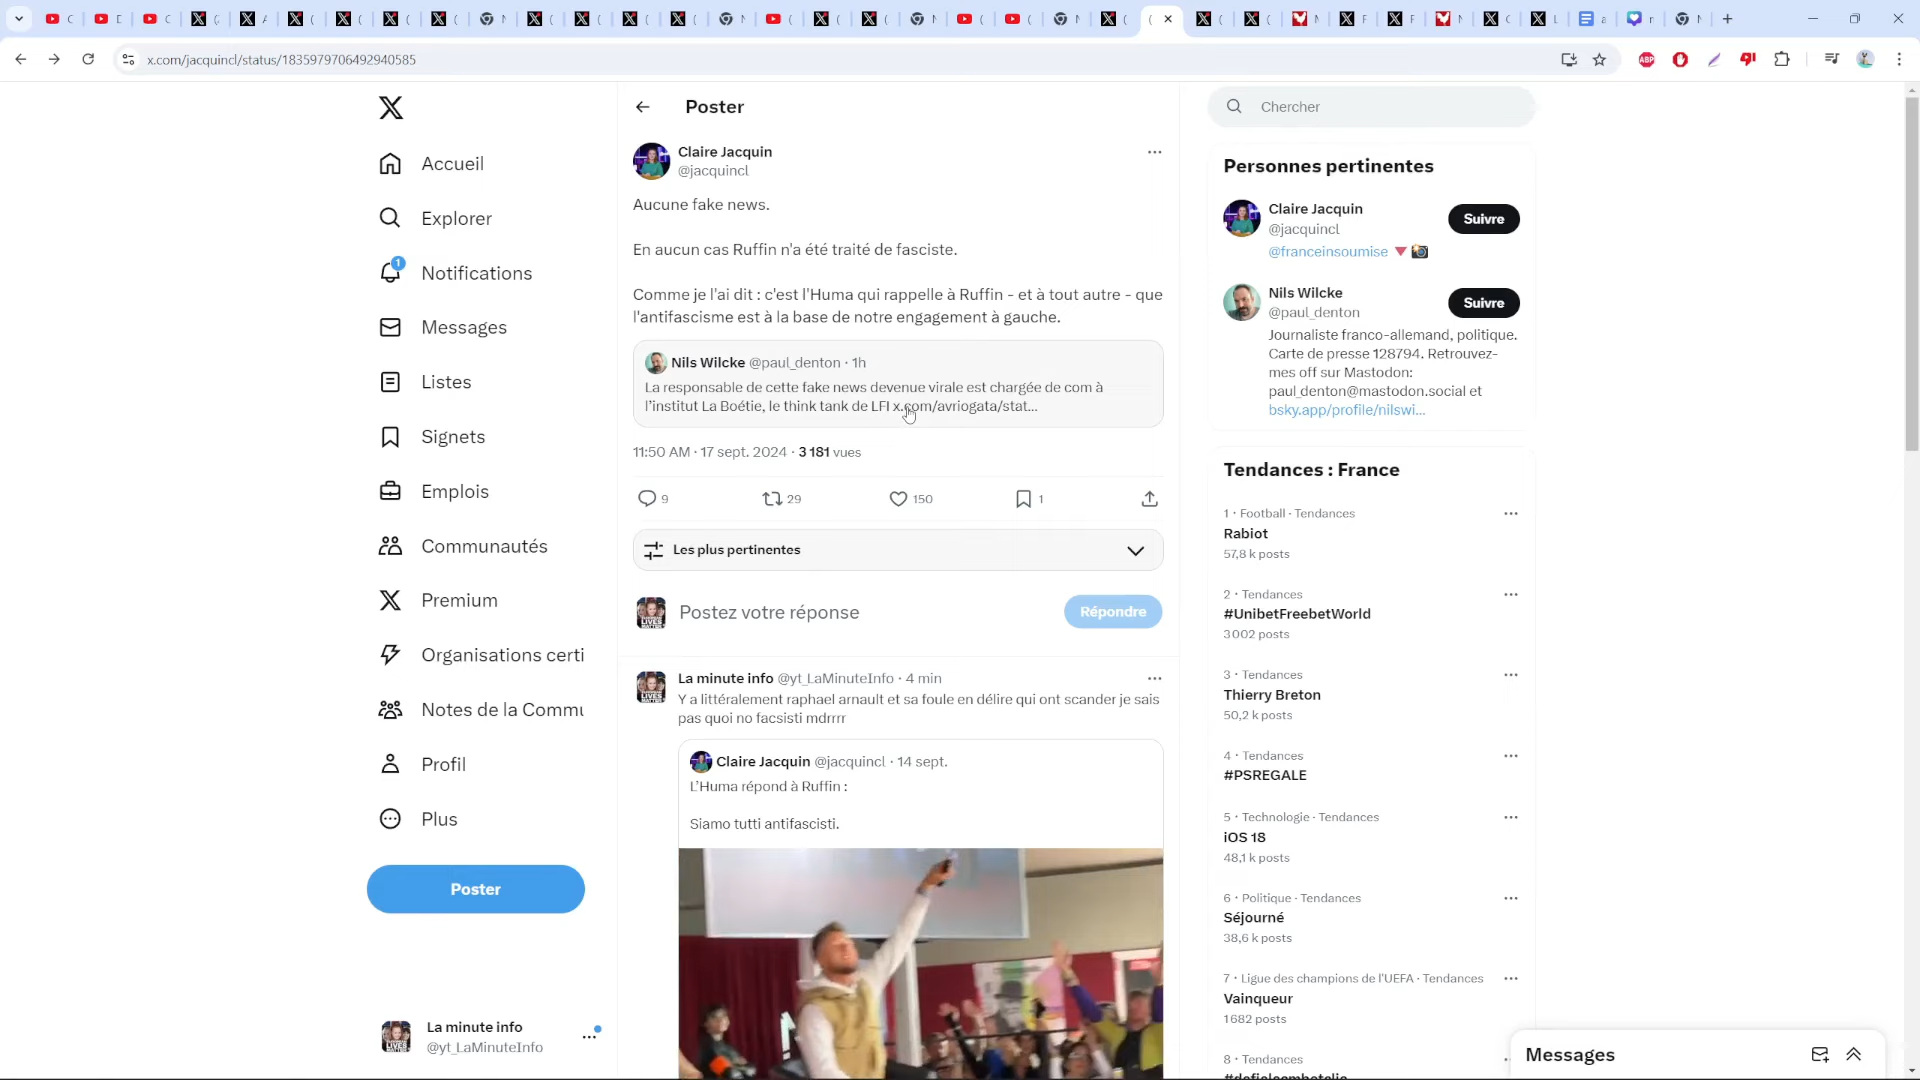 x.com/jacquincl/status/1835979706492940585
ABP
Accueil
Explorer
1
Notifications
Messages
Listes
Signets
Emplois
Communautés
Premium
Organisations certi
Notes de la Commu
Profil
Plus
Poster
La minute info
@yt_LaMinuteInfo
Poster
Claire Jacquin
@jacquincl
Aucune fake news.
En aucun cas Ruffin n'a été traité de fasciste.
Comme je l'ai dit : c'est l'Huma qui rappelle à Ruffin - et à tout autre - que
l'antifascisme est à la base de notre engagement à gauche.
Nils Wilcke @paul_denton · 1h
La responsable de cette fake news devenue virale est chargée de com à
l'institut La Boétie, le think tank de LFI x.com/avriogata/stat...
11:50 AM · 17 sept. 2024 · 3 181 vues
9 29 150 1
Les plus pertinentes
Postez votre réponse
Répondre
La minute info @yt_LaMinuteInfo · 4 min
Y a littéralement raphael arnault et sa foule en délire qui ont scander je sais
pas quoi no facsisti mdrrrr
Claire Jacquin @jacquincl · 14 sept.
L'Huma répond à Ruffin :
Siamo tutti antifascisti.
Chercher
Personnes pertinentes
Claire Jacquin
@jacquincl
Suivre
@franceinsoumise
Nils Wilcke
@paul_denton
Suivre
Journaliste franco-allemand, politique.
Carte de presse 128794. Retrouvez-
mes off sur Mastodon:
paul_denton@mastodon.social et
bsky.app/profile/nilswi...
Tendances : France
1 · Football · Tendances
Rabiot
57,8 k posts
2 · Tendances
#UnibetFreebetWorld
3 002 posts
3 · Tendances
Thierry Breton
50,2 k posts
4 · Tendances
#PSREGALE
5 · Technologie · Tendances
iOS 18
48,1 k posts
6 · Politique · Tendances
Séjourné
38,6 k posts
7 · Ligue des champions de l'UEFA · Tendances
Vainqueur
1 682 posts
8 · Tendances
Messages